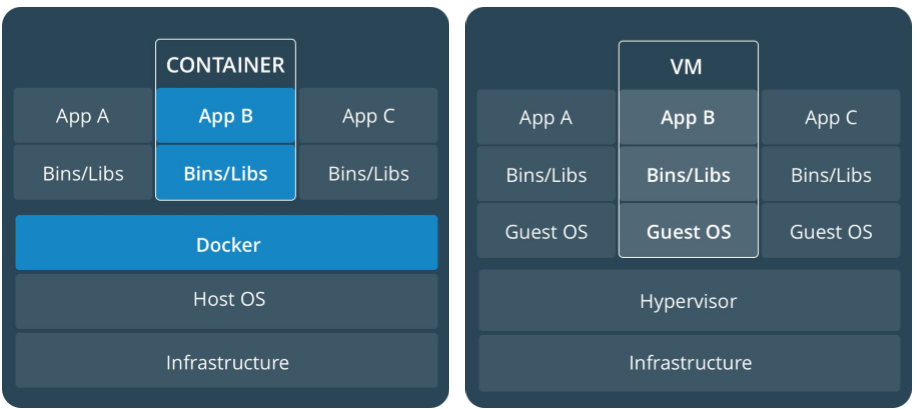 CONTAINER
App A App B App C
Bins/Libs Bins/Libs Bins/Libs
Docker
Host OS
Infrastructure
VM
App A App B App C
Bins/Libs Bins/Libs Bins/Libs
Guest OS Guest OS Guest OS
Hypervisor
Infrastructure